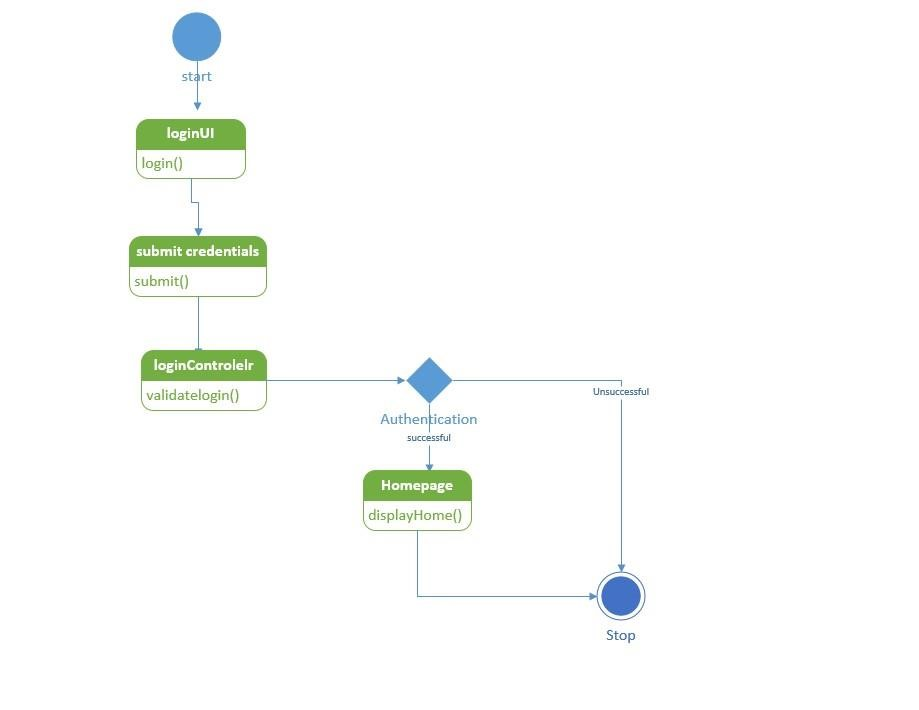 start
loginUI
login()
submit credentials
submit()
loginControlelr
validatelogin()
Unsuccessful
Authentication
successful
Homepage
displayHome()
Stop